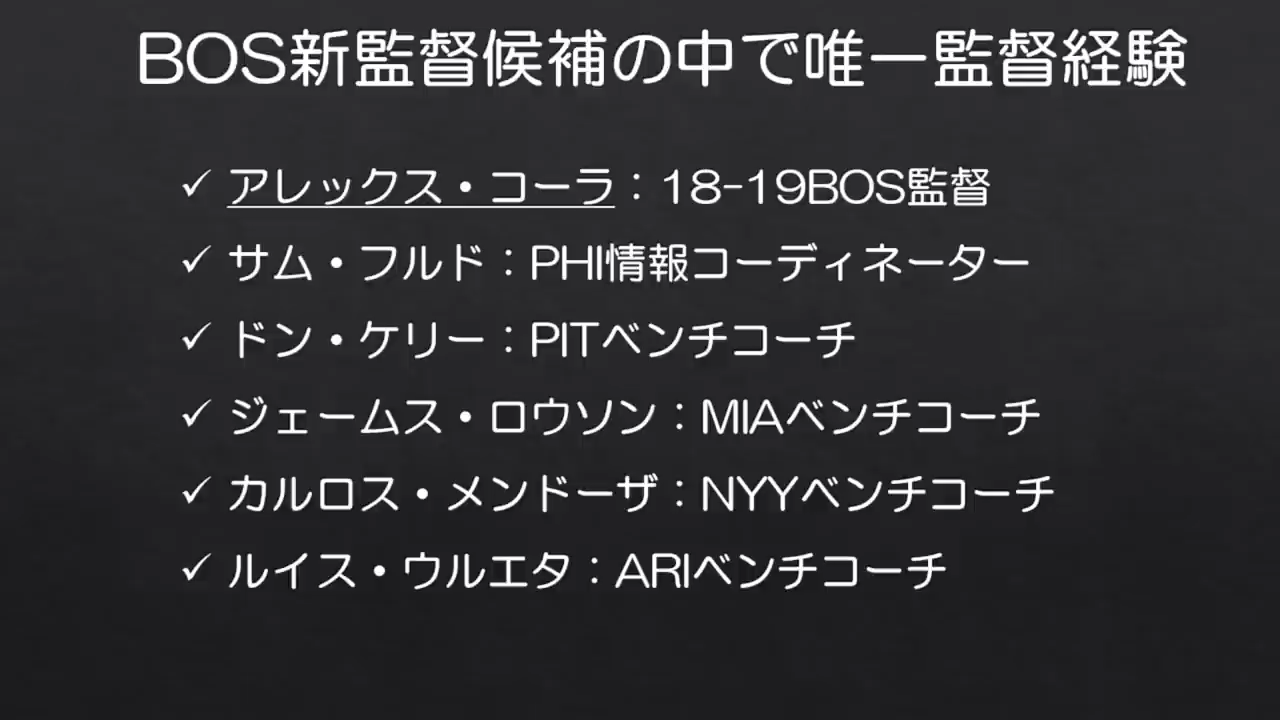 BOS新監督候補の中で唯一監督経験
✓ アレックス・コーラ：18-19BOS監督
✓ サム・フルド：PHI情報コーディネーター
✓ ドン・ケリー：PITベンチコーチ
✓ ジェームス・ロウソン：MIAベンチコーチ
✓ カルロス・メンドーザ：NYYベンチコーチ
✓ ルイス・ウルエタ：ARIベンチコーチ